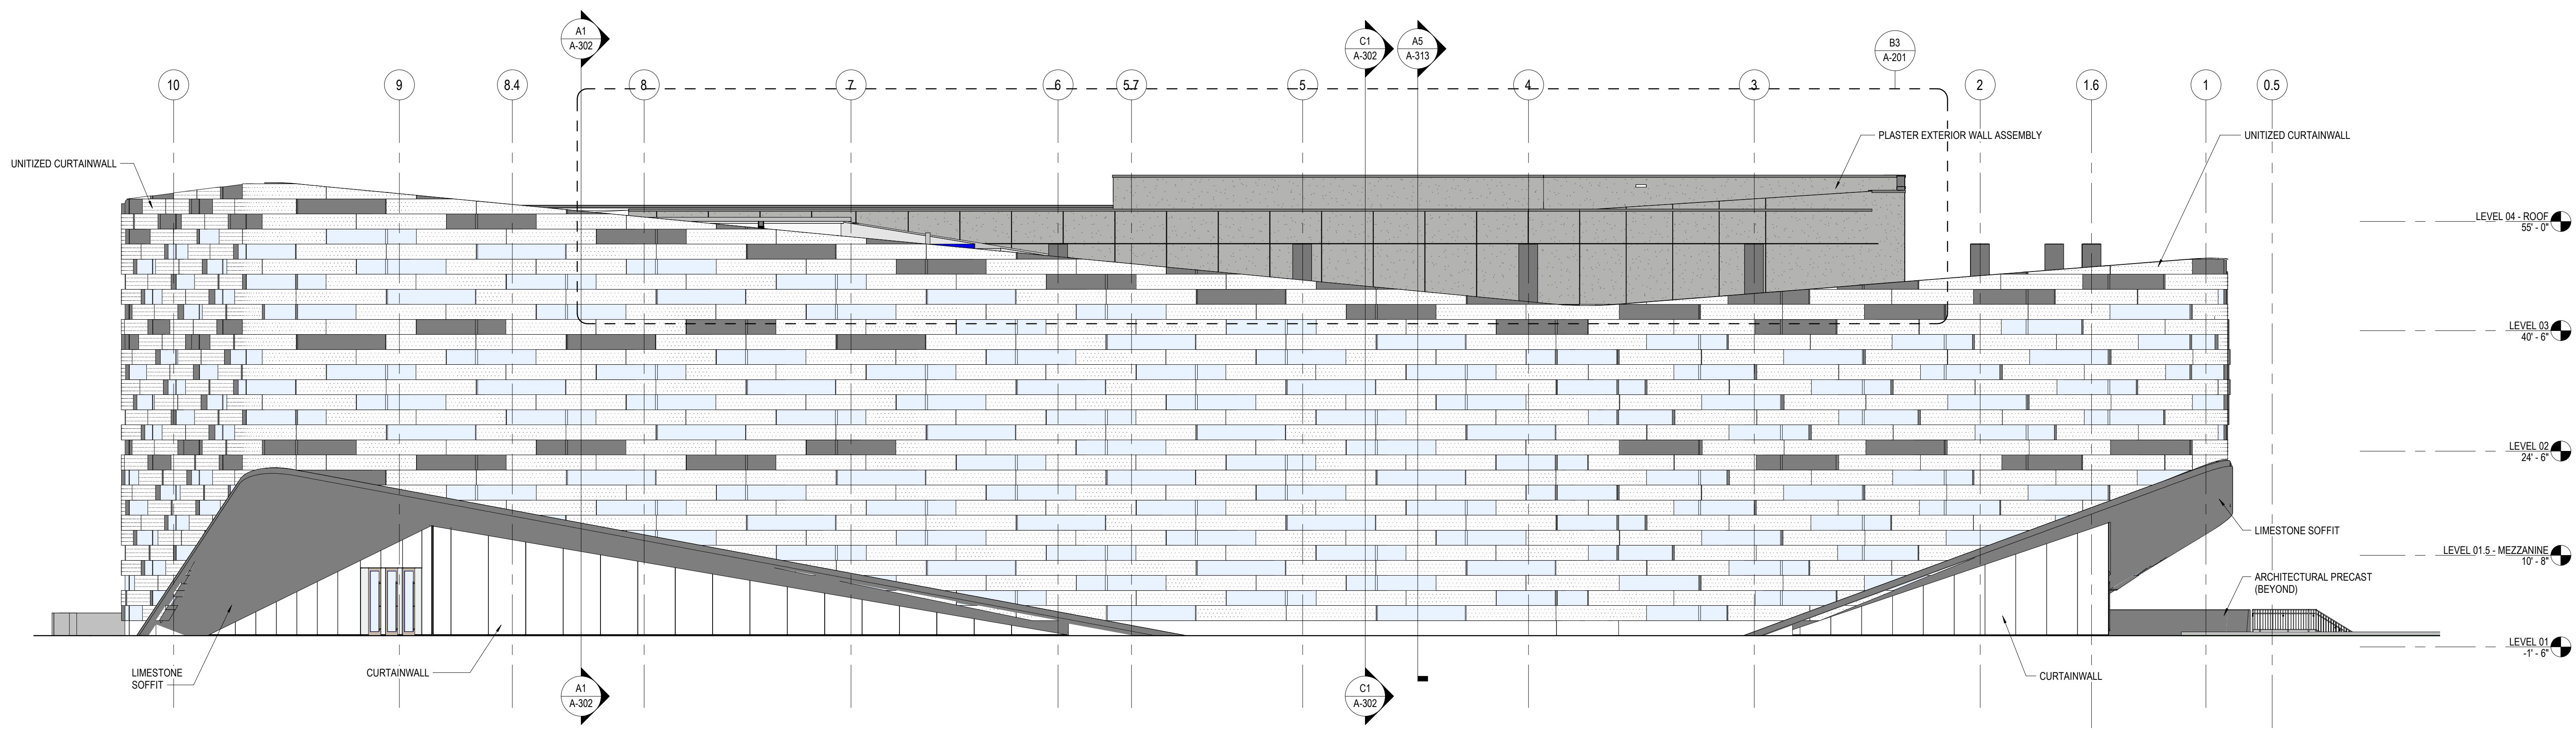 A1
A-302
C1
A-302
A5
A-313
B3
A-201
10
9
8.4
8
7
6
5.7
5
4
3
2
1.6
1
0.5
PLASTER EXTERIOR WALL ASSEMBLY
UNITIZED CURTAINWALL
UNITIZED CURTAINWALL
LEVEL 04 - ROOF
55' - 0"
LEVEL 03
40' - 6"
LEVEL 02
24' - 6"
LIMESTONE SOFFIT
LEVEL 01.5 - MEZZANINE
10' - 8"
ARCHITECTURAL PRECAST
(BEYOND)
LEVEL 01
-1' - 6"
LIMESTONE
SOFFIT
CURTAINWALL
CURTAINWALL
A1
A-302
C1
A-302